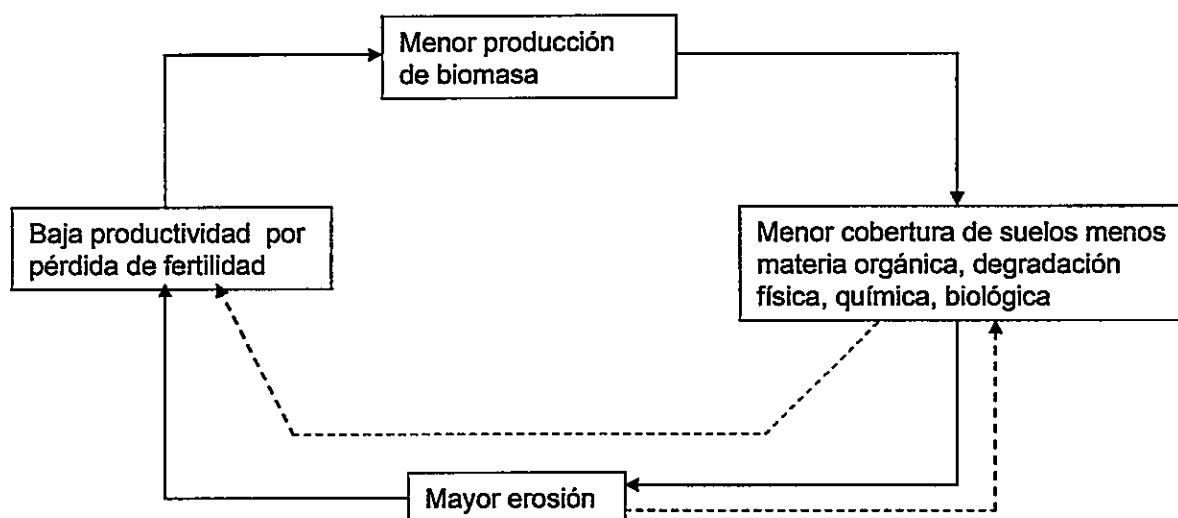 Menor producción
de biomasa
Baja productividad por
pérdida de fertilidad
Menor cobertura de suelos menos
materia orgánica, degradación
física, química, biológica
Mayor erosión